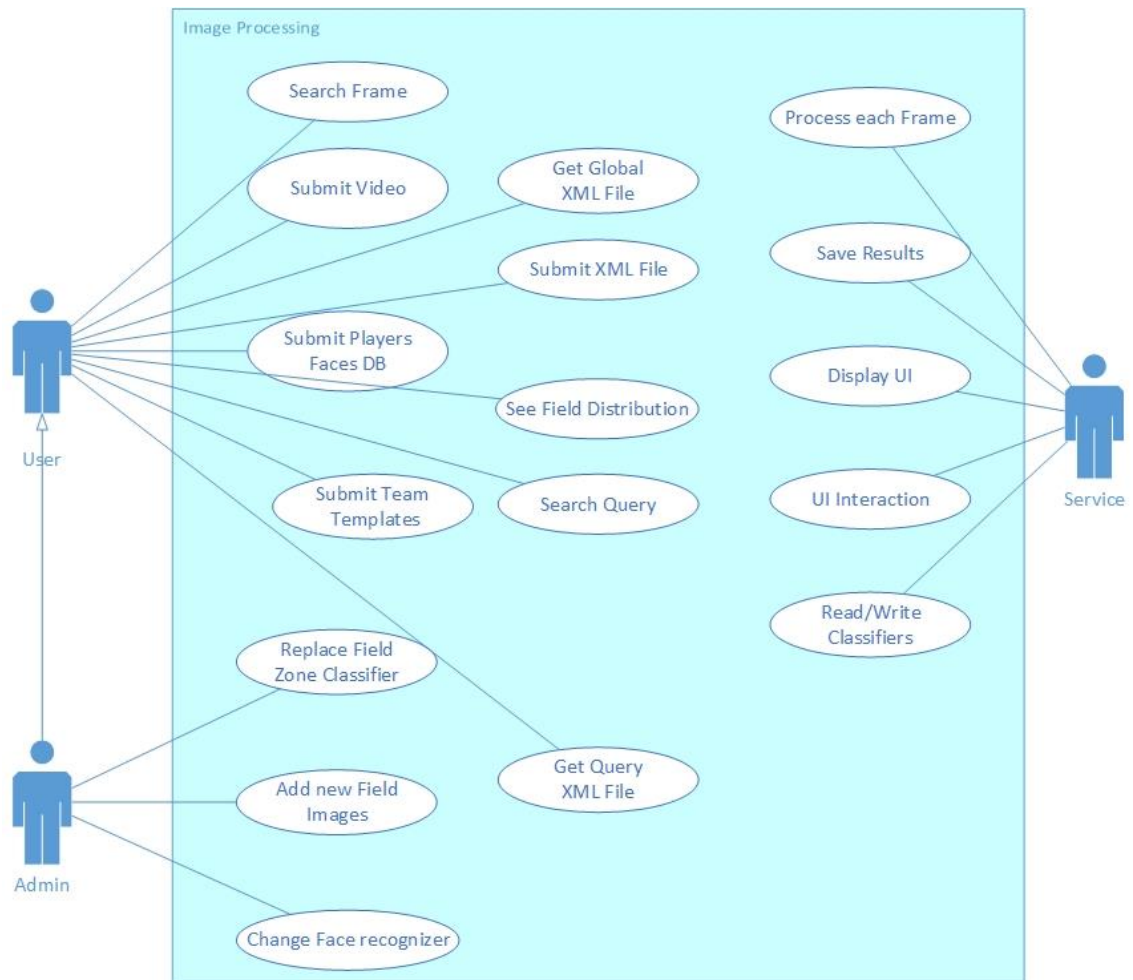 Image Processing
Search Frame
Process each Frame
Submit Video
Get Global
XML File
Save Results
Submit XML File
Submit Players
Faces DB
Display UI
See Field Distribution
User
Submit Team
Templates
Search Query
UI Interaction
Service
Read/Write
Classifiers
Replace Field
Zone Classifier
Get Query
XML File
Add new Field
Images
Admin
Change Face recognizer